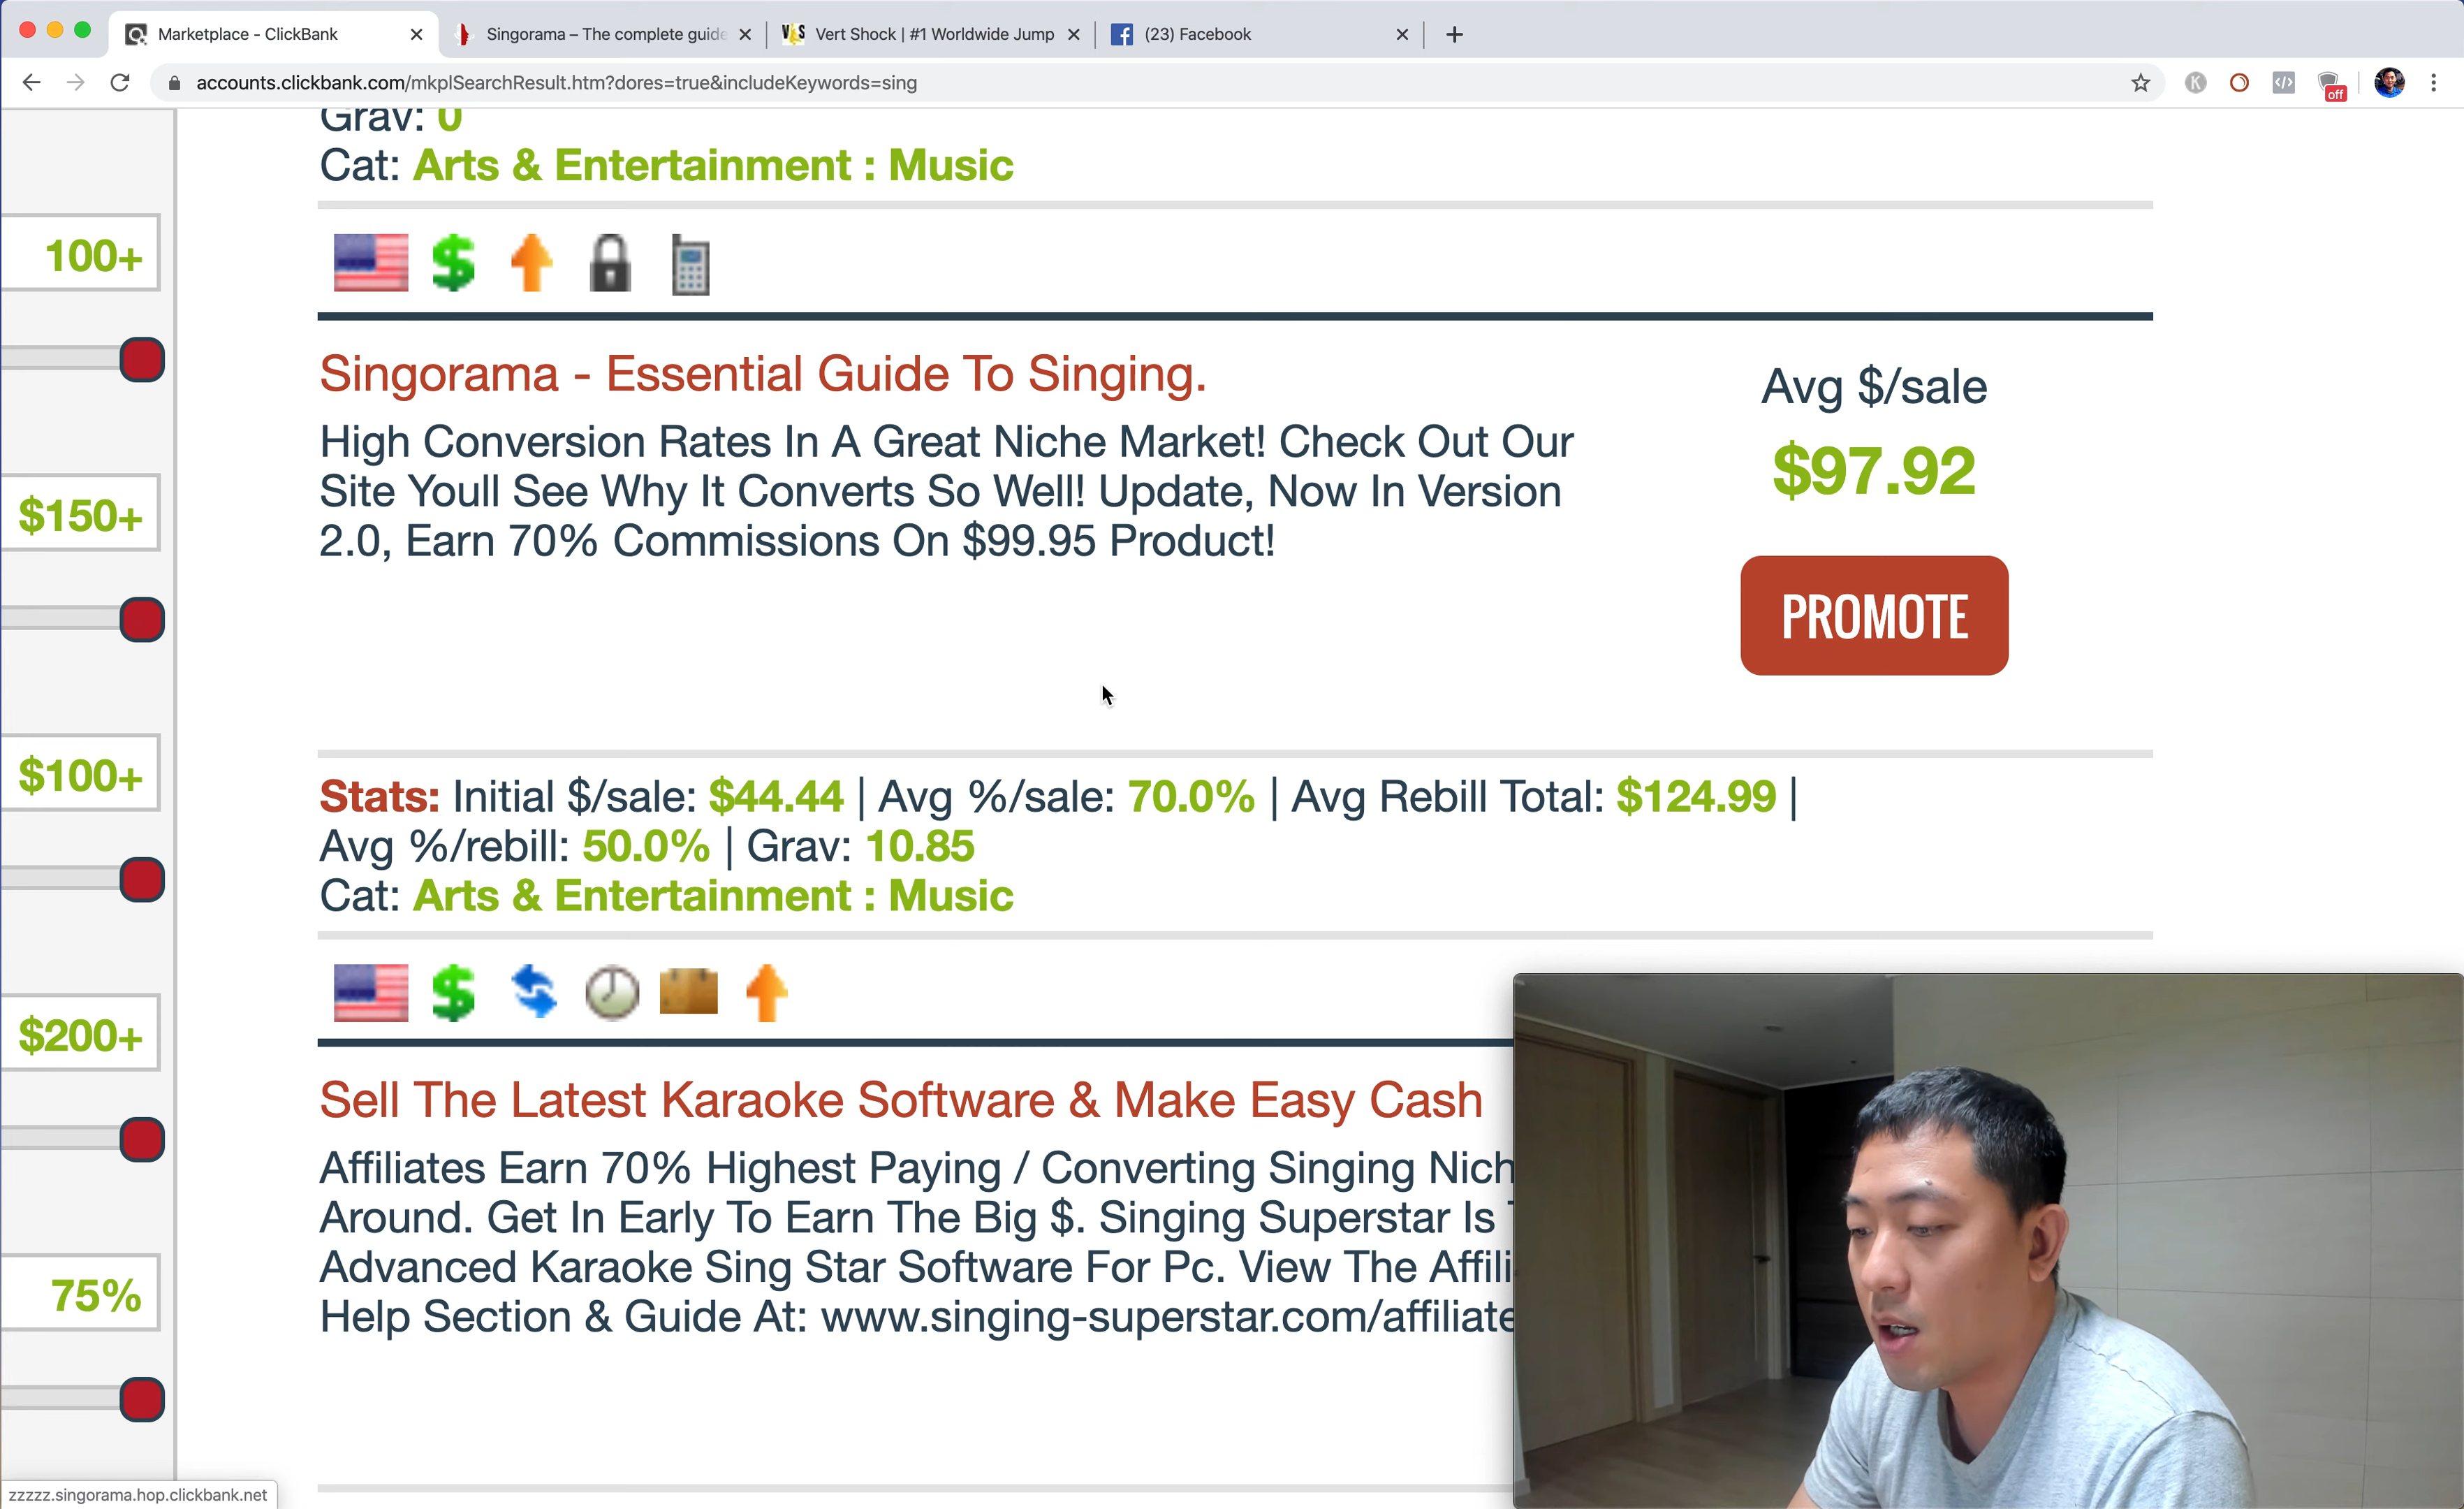 Marketplace - ClickBank
Singorama – The complete guide
Vert Shock | #1 Worldwide Jump
(23) Facebook
accounts.clickbank.com/mkplSearchResult.htm?dores=true&includeKeywords=sing
off
Grav: 0
Cat: Arts & Entertainment : Music
100+
$150+
$100+
$200+
75%
Singorama - Essential Guide To Singing.
High Conversion Rates In A Great Niche Market! Check Out Our
Site Youll See Why It Converts So Well! Update, Now In Version
2.0, Earn 70% Commissions On $99.95 Product!
Avg $/sale
$97.92
PROMOTE
Stats: Initial $/sale: $44.44 | Avg %/sale: 70.0% | Avg Rebill Total: $124.99 |
Avg %/rebill: 50.0% | Grav: 10.85
Cat: Arts & Entertainment : Music
Sell The Latest Karaoke Software & Make Easy Cash
Affiliates Earn 70% Highest Paying / Converting Singing Nich
Around. Get In Early To Earn The Big $. Singing Superstar Is
Advanced Karaoke Sing Star Software For Pc. View The Affili
Help Section & Guide At: www.singing-superstar.com/affiliate
zzzzz.singorama.hop.clickbank.net